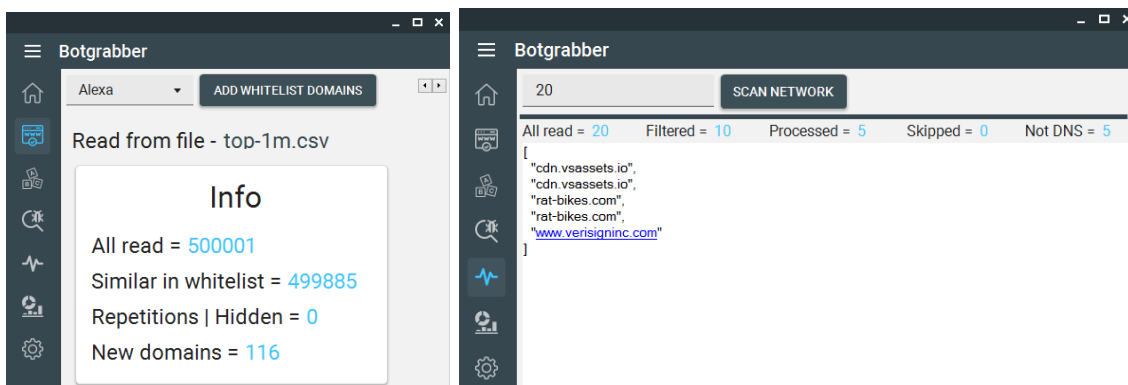 Botgrabber
Alexa
ADD WHITELIST DOMAINS
Read from file - top-1m.csv
Info
All read = 500001
Similar in whitelist = 499885
Repetitions | Hidden = 0
New domains = 116
Botgrabber
20
SCAN NETWORK
All read = 20 Filtered = 10 Processed = 5 Skipped = 0 Not DNS = 5
[
"cdn.vsassets.io",
"cdn.vsassets.io",
"rat-bikes.com",
"rat-bikes.com",
"www.verisigninc.com"
]